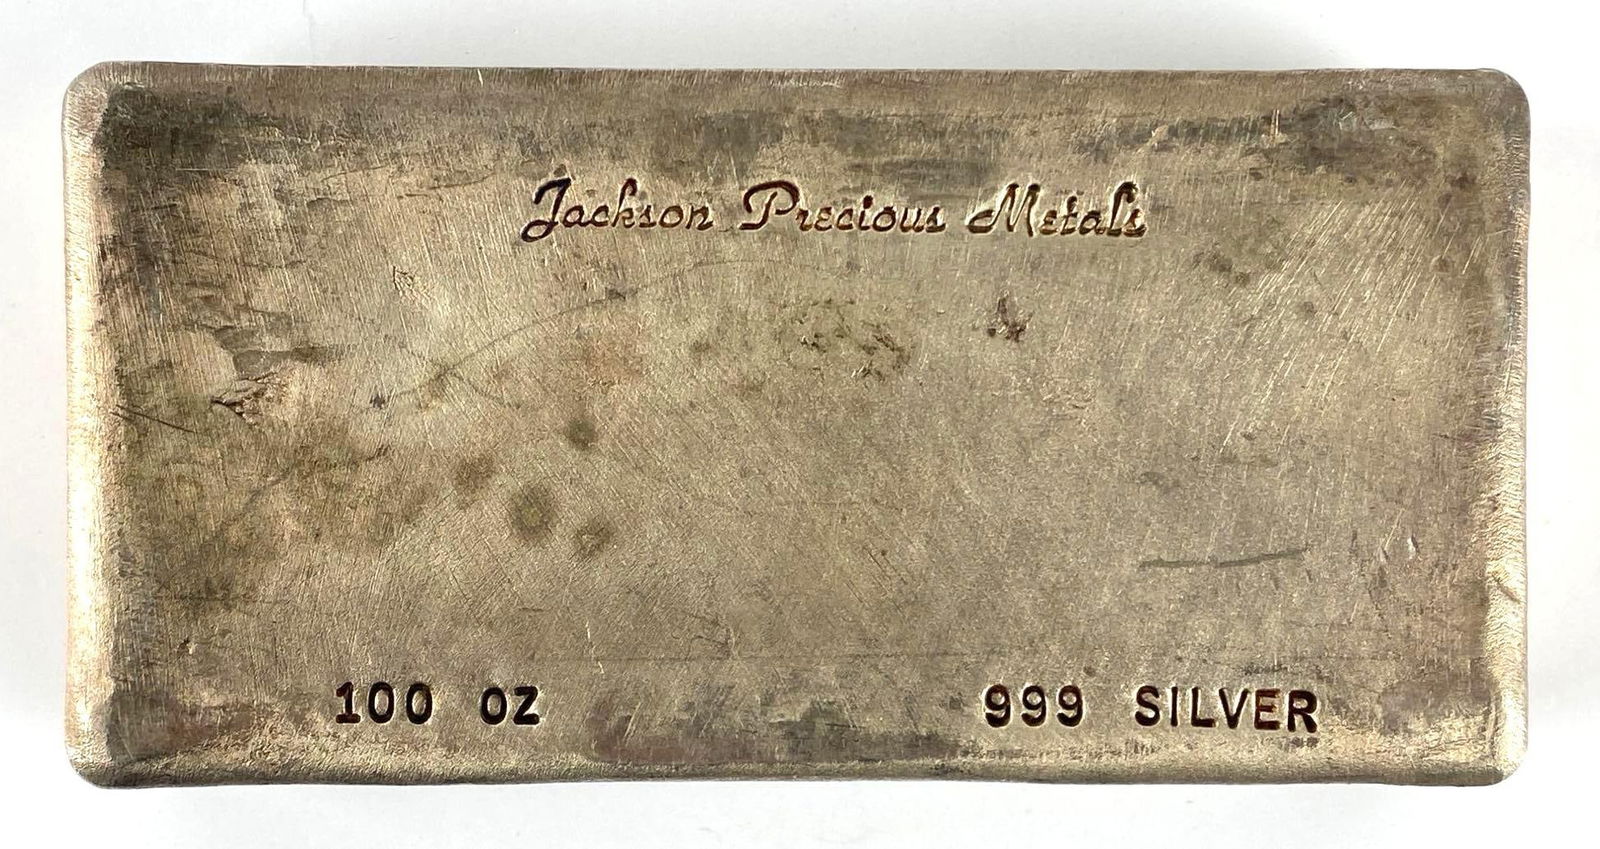 Jackson Precious Metals
100 OZ 999 SILVER